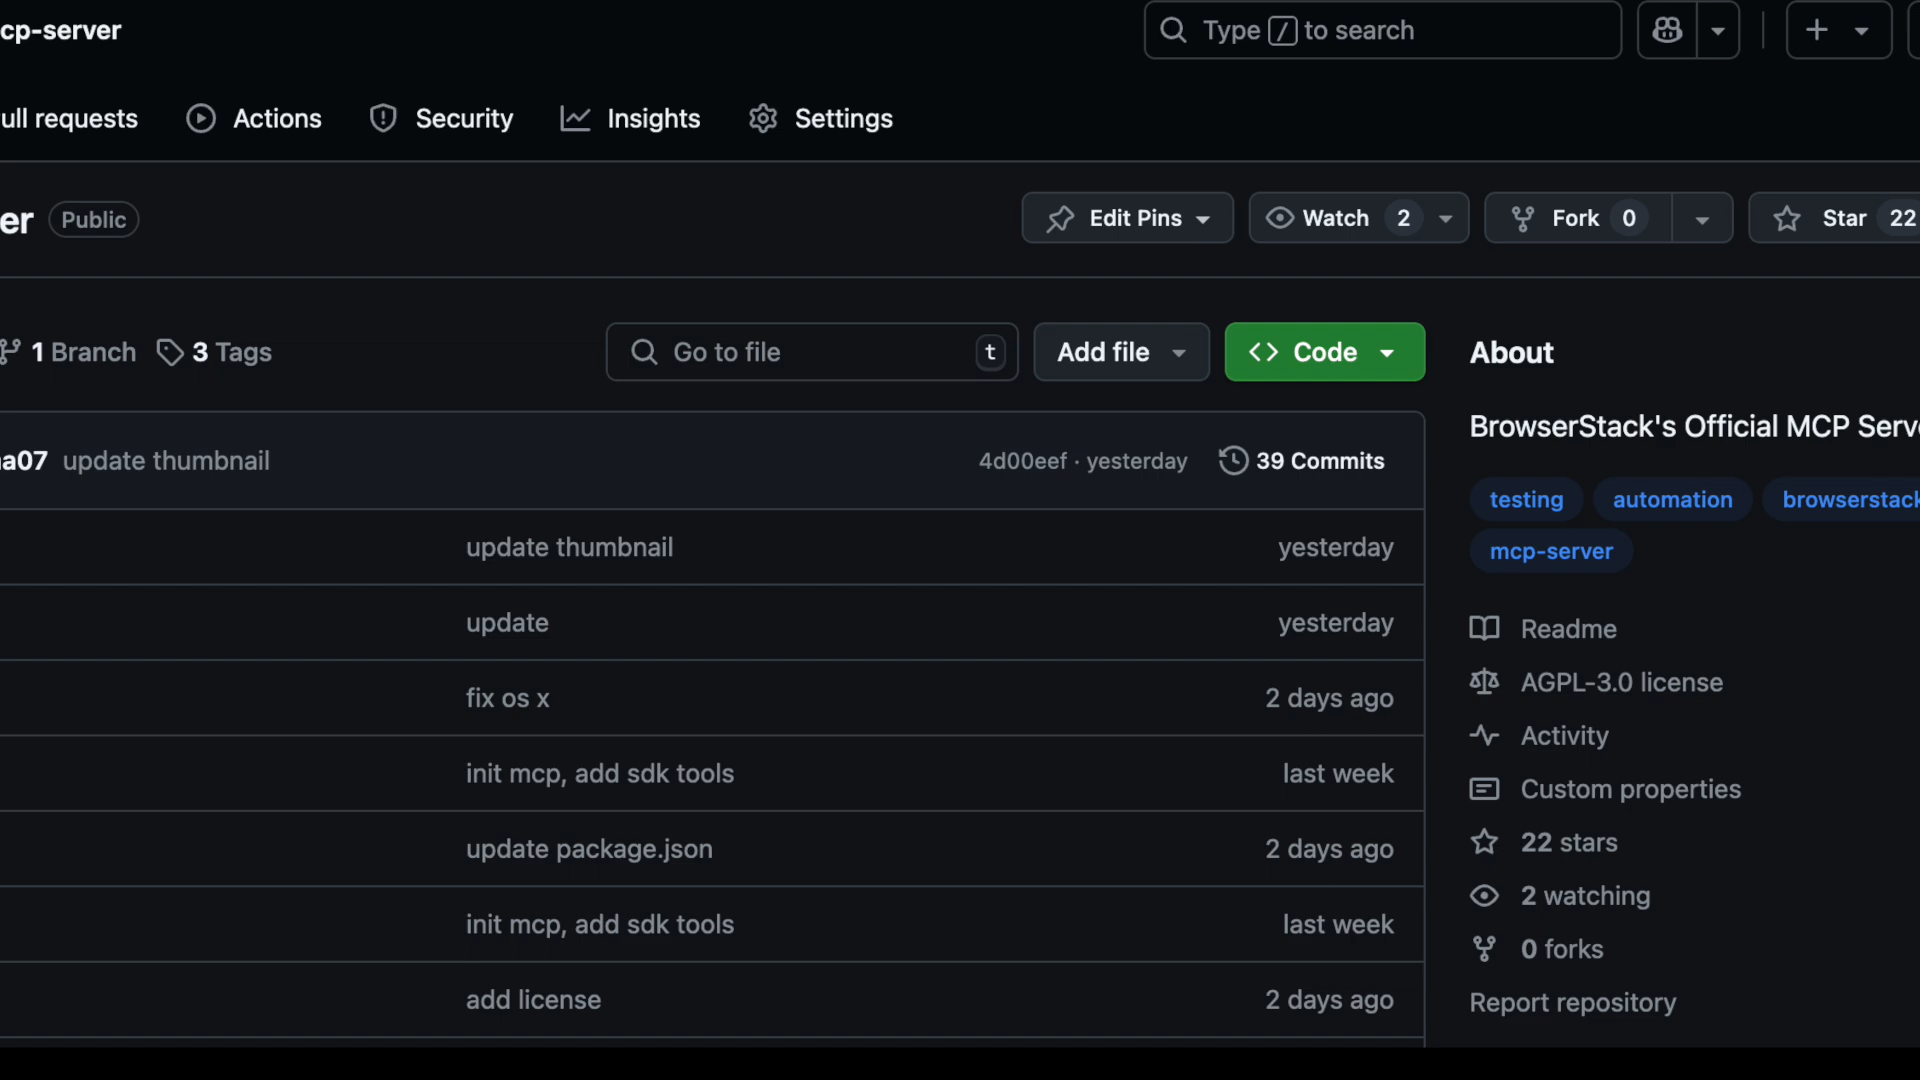 cp-server
Type / to search
ull requests Actions Security Insights Settings
er Public
Edit Pins Watch 2 Fork 0 Star 22
1 Branch 3 Tags
Go to file t
Add file
Code
About
BrowserStack's Official MCP Serve
testing automation browserstack
mcp-server
a07 update thumbnail 4d00eef · yesterday 39 Commits
update thumbnail yesterday
update yesterday
fix os x 2 days ago
init mcp, add sdk tools last week
update package.json 2 days ago
init mcp, add sdk tools last week
add license 2 days ago
Readme
AGPL-3.0 license
Activity
Custom properties
22 stars
2 watching
0 forks
Report repository